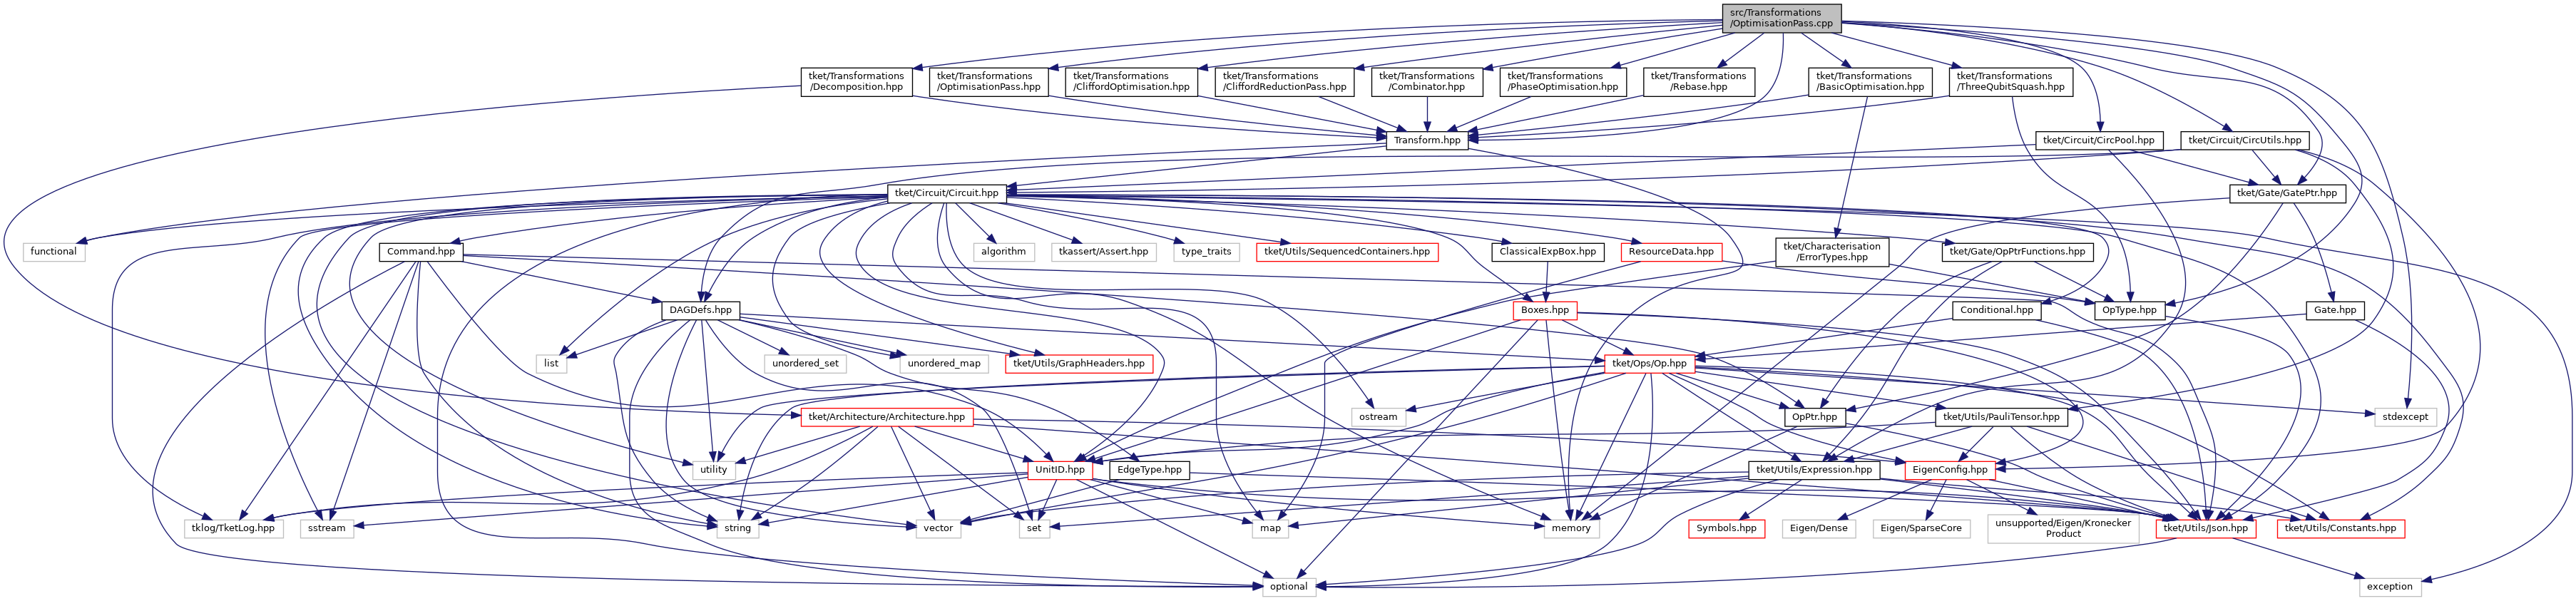 src/Transformations
/OptimisationPass.cpp
tket/Transformations
/Decomposition.hpp
tket/Transformations
/OptimisationPass.hpp
tket/Transformations
/CliffordOptimisation.hpp
tket/Transformations
/CliffordReductionPass.hpp
tket/Transformations
/Combinator.hpp
tket/Transformations
/PhaseOptimisation.hpp
tket/Transformations
/Rebase.hpp
tket/Transformations
/BasicOptimisation.hpp
tket/Transformations
/ThreeQubitSquash.hpp
Transform.hpp
tket/Circuit/CircPool.hpp
tket/Circuit/CircUtils.hpp
tket/Circuit/Circuit.hpp
tket/Gate/GatePtr.hpp
functional
Command.hpp
algorithm
tkassert/Assert.hpp
type_traits
tket/Utils/SequencedContainers.hpp
ClassicalExpBox.hpp
ResourceData.hpp
tket/Characterisation
/ErrorTypes.hpp
tket/Gate/OpPtrFunctions.hpp
DAGDefs.hpp
Boxes.hpp
Conditional.hpp
OpType.hpp
Gate.hpp
list
unordered_set
unordered_map
tket/Utils/GraphHeaders.hpp
tket/Ops/Op.hpp
tket/Architecture/Architecture.hpp
ostream
OpPtr.hpp
tket/Utils/PauliTensor.hpp
stdexcept
utility
UnitID.hpp
EdgeType.hpp
tket/Utils/Expression.hpp
EigenConfig.hpp
tklog/TketLog.hpp
sstream
string
vector
set
map
memory
Symbols.hpp
Eigen/Dense
Eigen/SparseCore
unsupported/Eigen/Kronecker
Product
tket/Utils/Json.hpp
tket/Utils/Constants.hpp
optional
exception